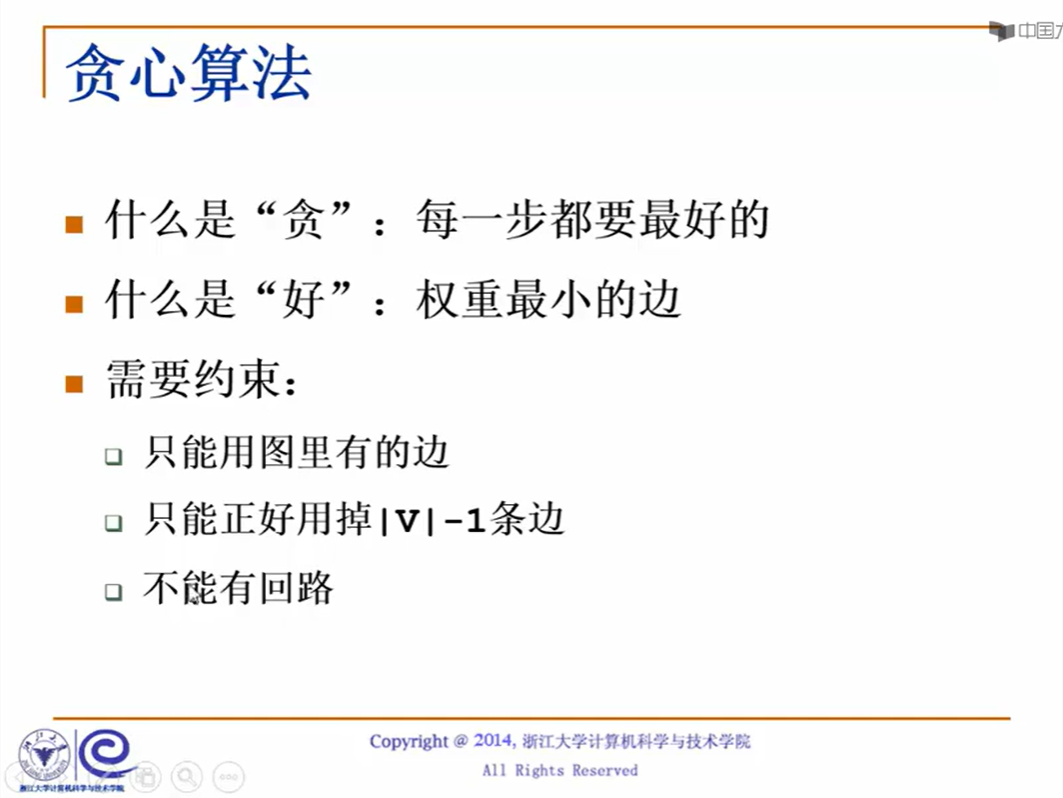 中国大
贪心算法
什么是“贪”：每一步都要最好的
什么是“好”：权重最小的边
需要约束：
只能用图里有的边
只能正好用掉|V|-1条边
不能有回路
Copyright @ 2014, 浙江大学计算机科学与技术学院
All Rights Reserved
浙江大学计算机科学与技术学院